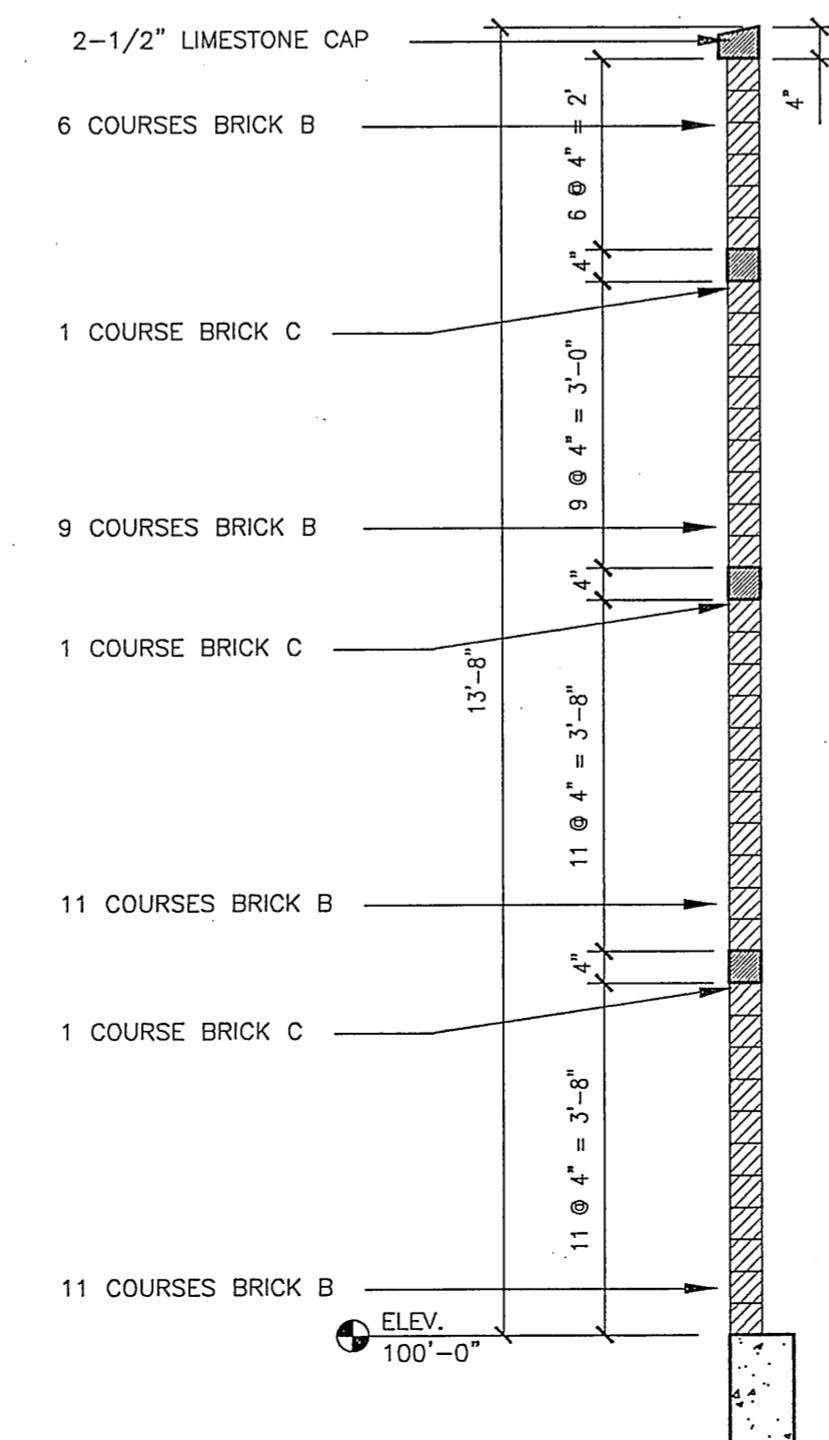 2-1/2" LIMESTONE CAP
4"
6 COURSES BRICK B
6 @ 4" = 2'
4"
1 COURSE BRICK C
9 @ 4" = 3'-0"
9 COURSES BRICK B
4"
1 COURSE BRICK C
13'-8"
11 @ 4" = 3'-8"
11 COURSES BRICK B
4"
1 COURSE BRICK C
11 @ 4" = 3'-8"
11 COURSES BRICK B
ELEV.
100'-0"